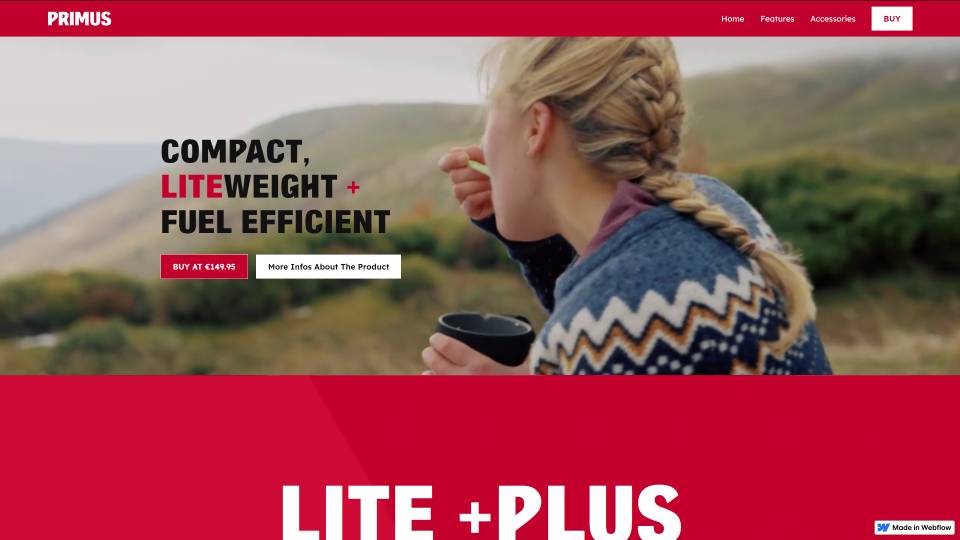 PRIMUS
Home Features Accessories BUY
COMPACT,
LITEWEIGHT +
FUEL EFFICIENT
BUY AT €149.95 More Infos About The Product
LITE +PLUS
Made in Webflow